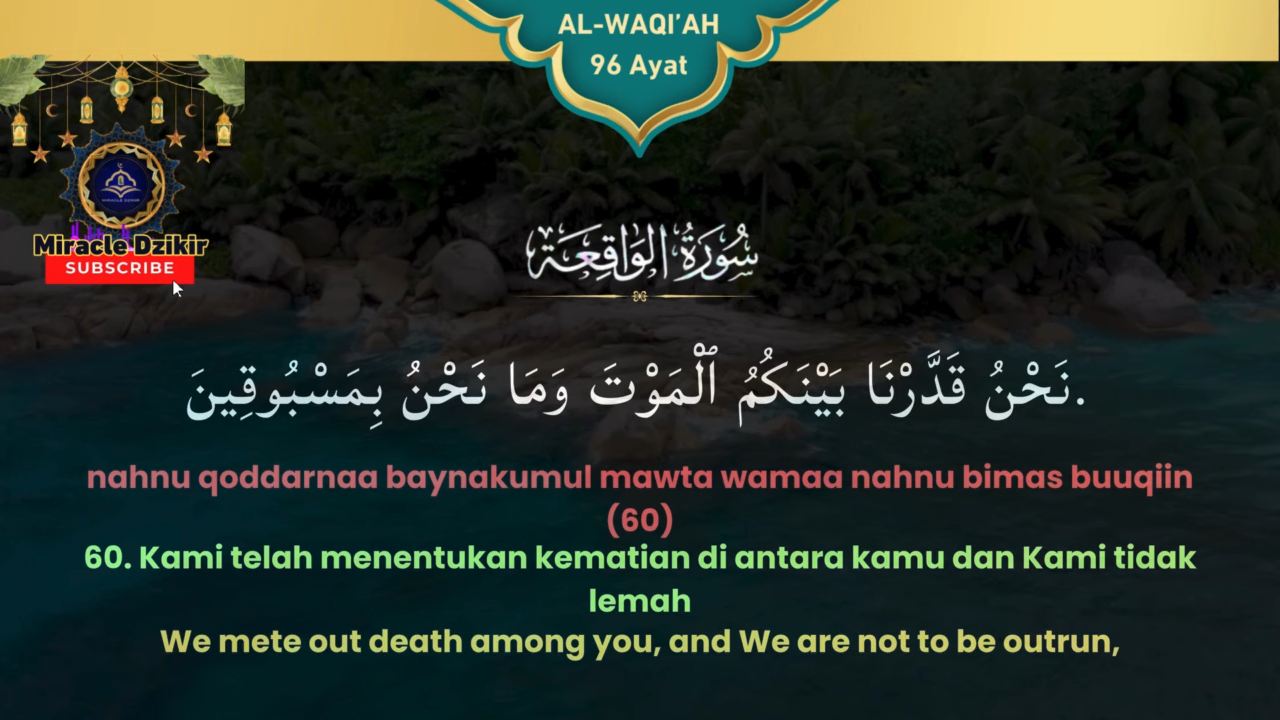 AL-WAQI’AH
96 Ayat
MIRACLE DZIKIR
Miracle Dzikir
SUBSCRIBE
سُورَةُ الوَاقِعَة
نَحْنُ قَدَّرْنَا بَيْنَكُمُ ٱلْمَوْتَ وَمَا نَحْنُ بِمَسْبُوقِينَ.
nahnu qoddarnaa baynakumul mawta wamaa nahnu bimas buuqiin
(60)
60. Kami telah menentukan kematian di antara kamu dan Kami tidak
lemah
We mete out death among you, and We are not to be outrun,